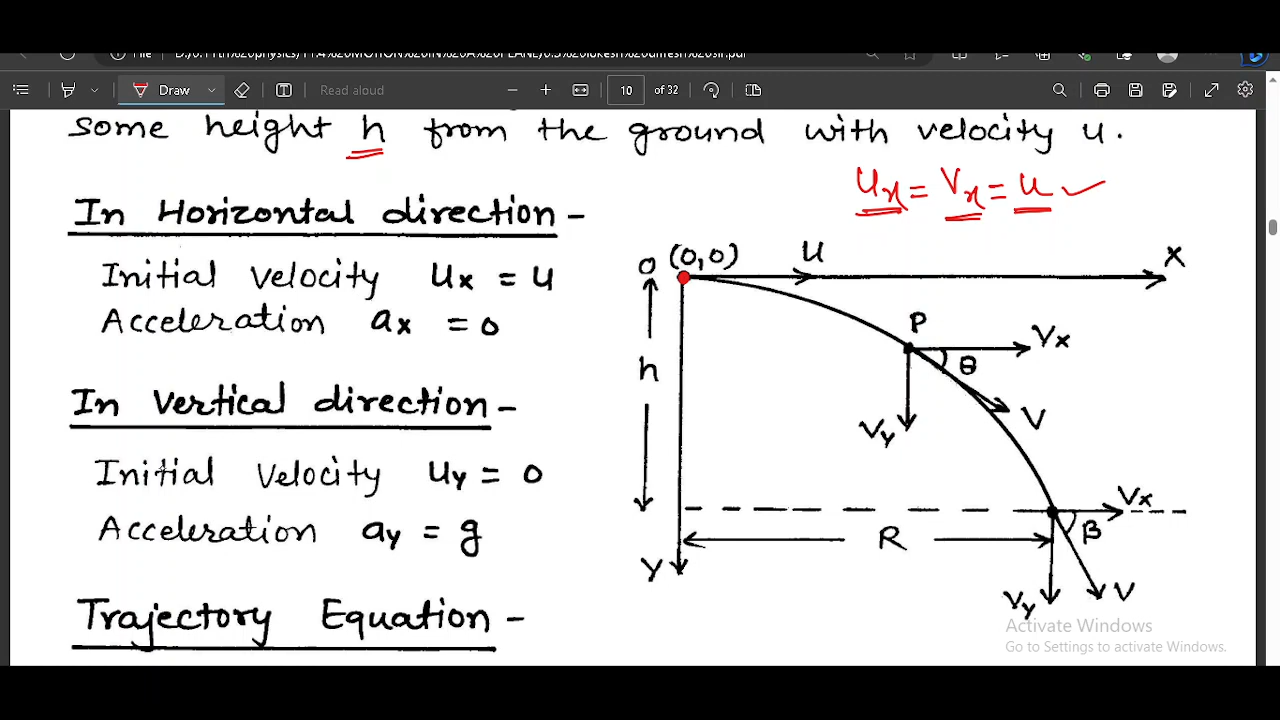 Draw
Read aloud
10
of 32
some height h from the ground with velocity u.
ux = Vx = u
In Horizontal direction -
Initial velocity ux = u
Acceleration ax = 0
In Vertical direction -
Initial Velocity uy = 0
Acceleration ay = g
Trajectory Equation -
O (0,0) U X
P
Vx
θ
h
V
Vy
Vx
β
R
Y
V
Vy
Activate Windows
Go to Settings to activate Windows.